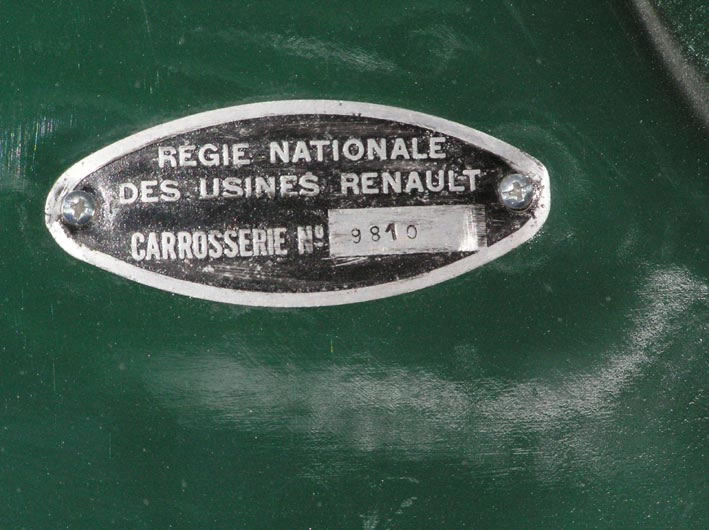 RÉGIE NATIONALE
DES USINES RENAULT
CARROSSERIE Nº 9810